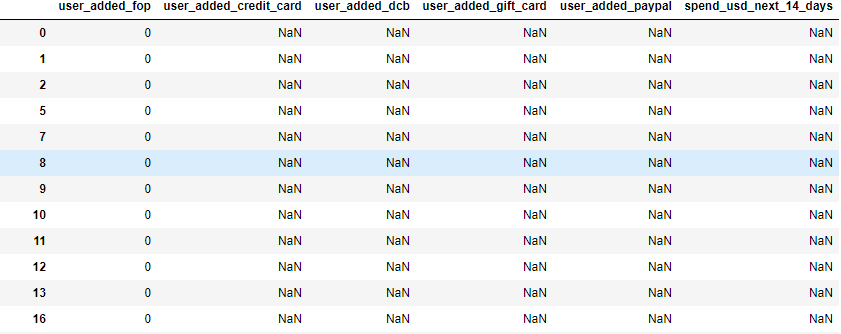 user_added_fop user_added_credit_card user_added_dcb user_added_gift_card user_added_paypal spend_usd_next_14_days
0 0 NaN NaN NaN NaN NaN
1 0 NaN NaN NaN NaN NaN
2 0 NaN NaN NaN NaN NaN
5 0 NaN NaN NaN NaN NaN
7 0 NaN NaN NaN NaN NaN
8 0 NaN NaN NaN NaN NaN
9 0 NaN NaN NaN NaN NaN
10 0 NaN NaN NaN NaN NaN
11 0 NaN NaN NaN NaN NaN
12 0 NaN NaN NaN NaN NaN
13 0 NaN NaN NaN NaN NaN
16 0 NaN NaN NaN NaN NaN